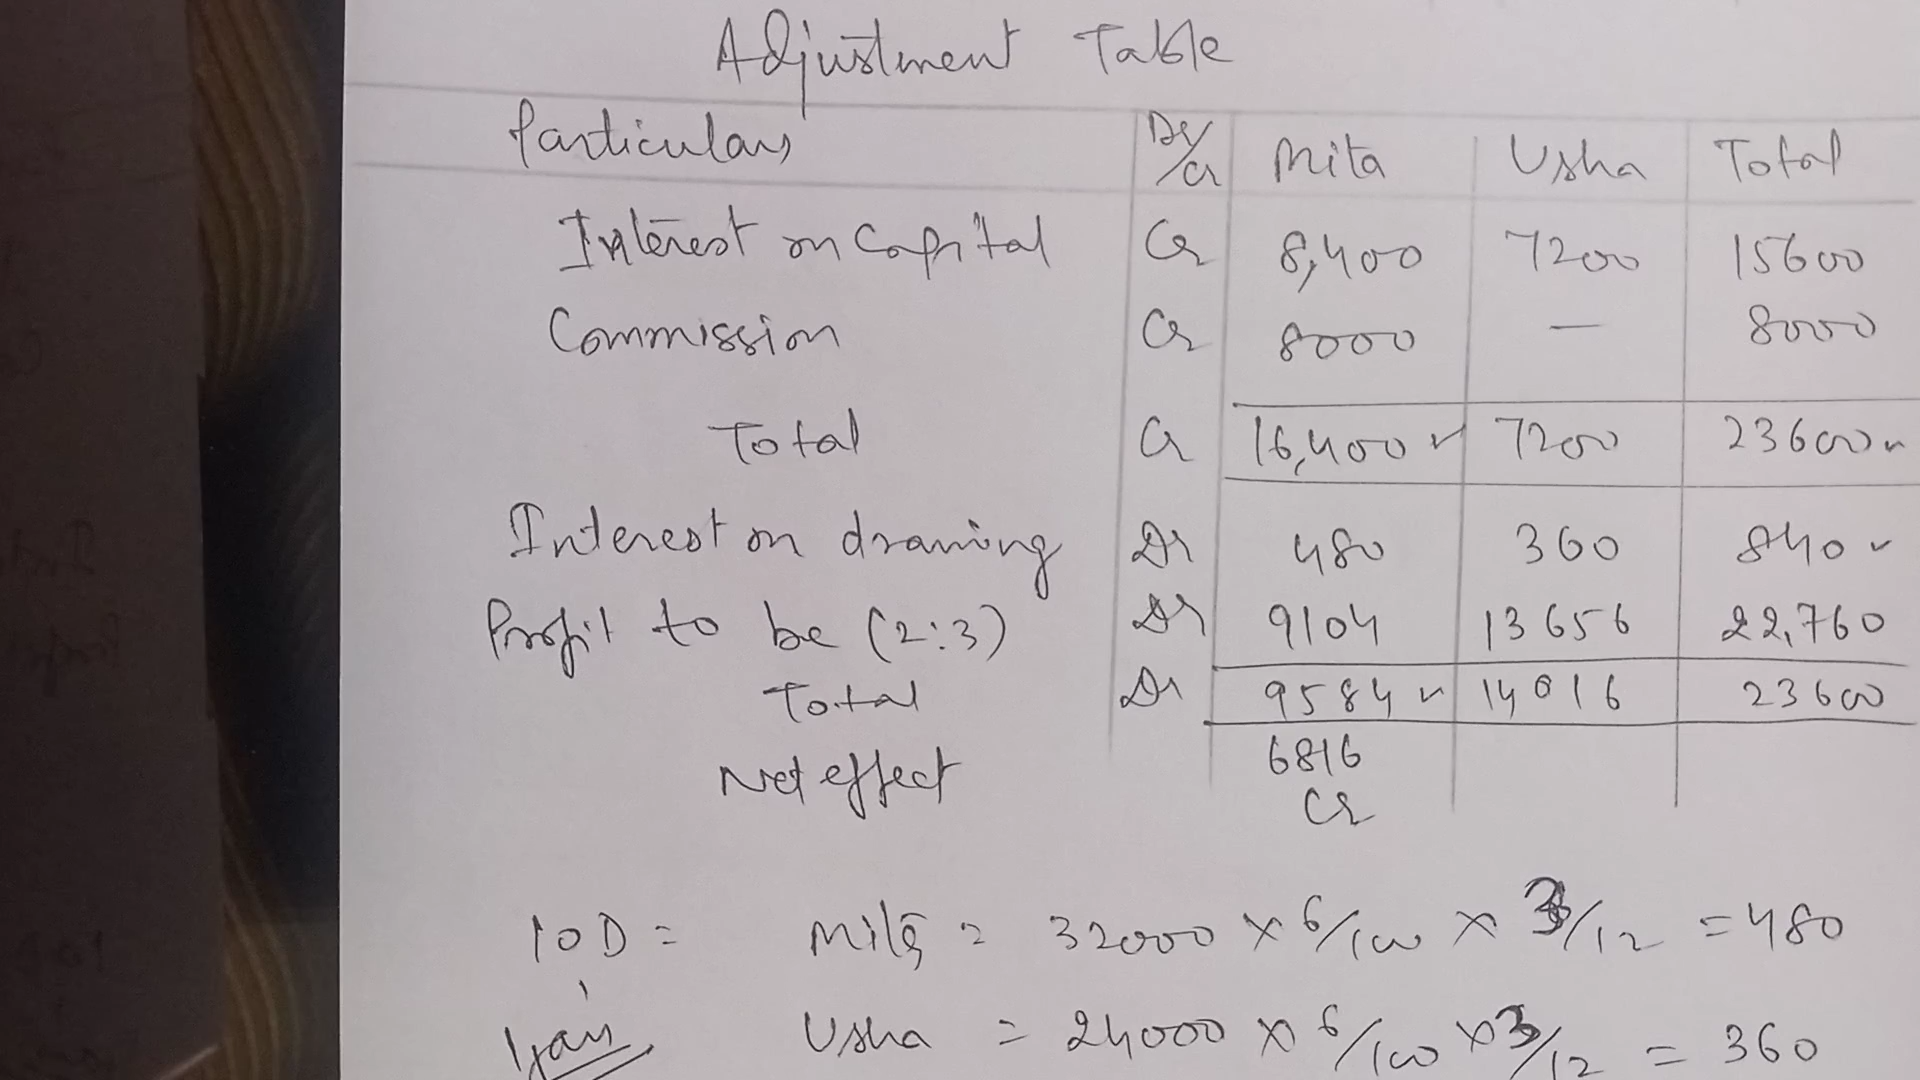 Adjustment Table
Particulars Dr/Cr Mita Usha Total
Interest on Capital Cr 8,400 7200 15600
Commission Cr 8000 — 8000
Total Cr 16,400 ✓ 7200 23600 ✓
Interest on drawing Dr 480 360 840 ✓
Profit to be (2:3) Dr 9104 13656 22,760
Total Dr 9584 ✓ 14016 23600
Net effect 6816
Cr
IOD = Mita = 32000 × 6/100 × 3/12 = 480
Usha = 24000 × 6/100 × 3/12 = 360